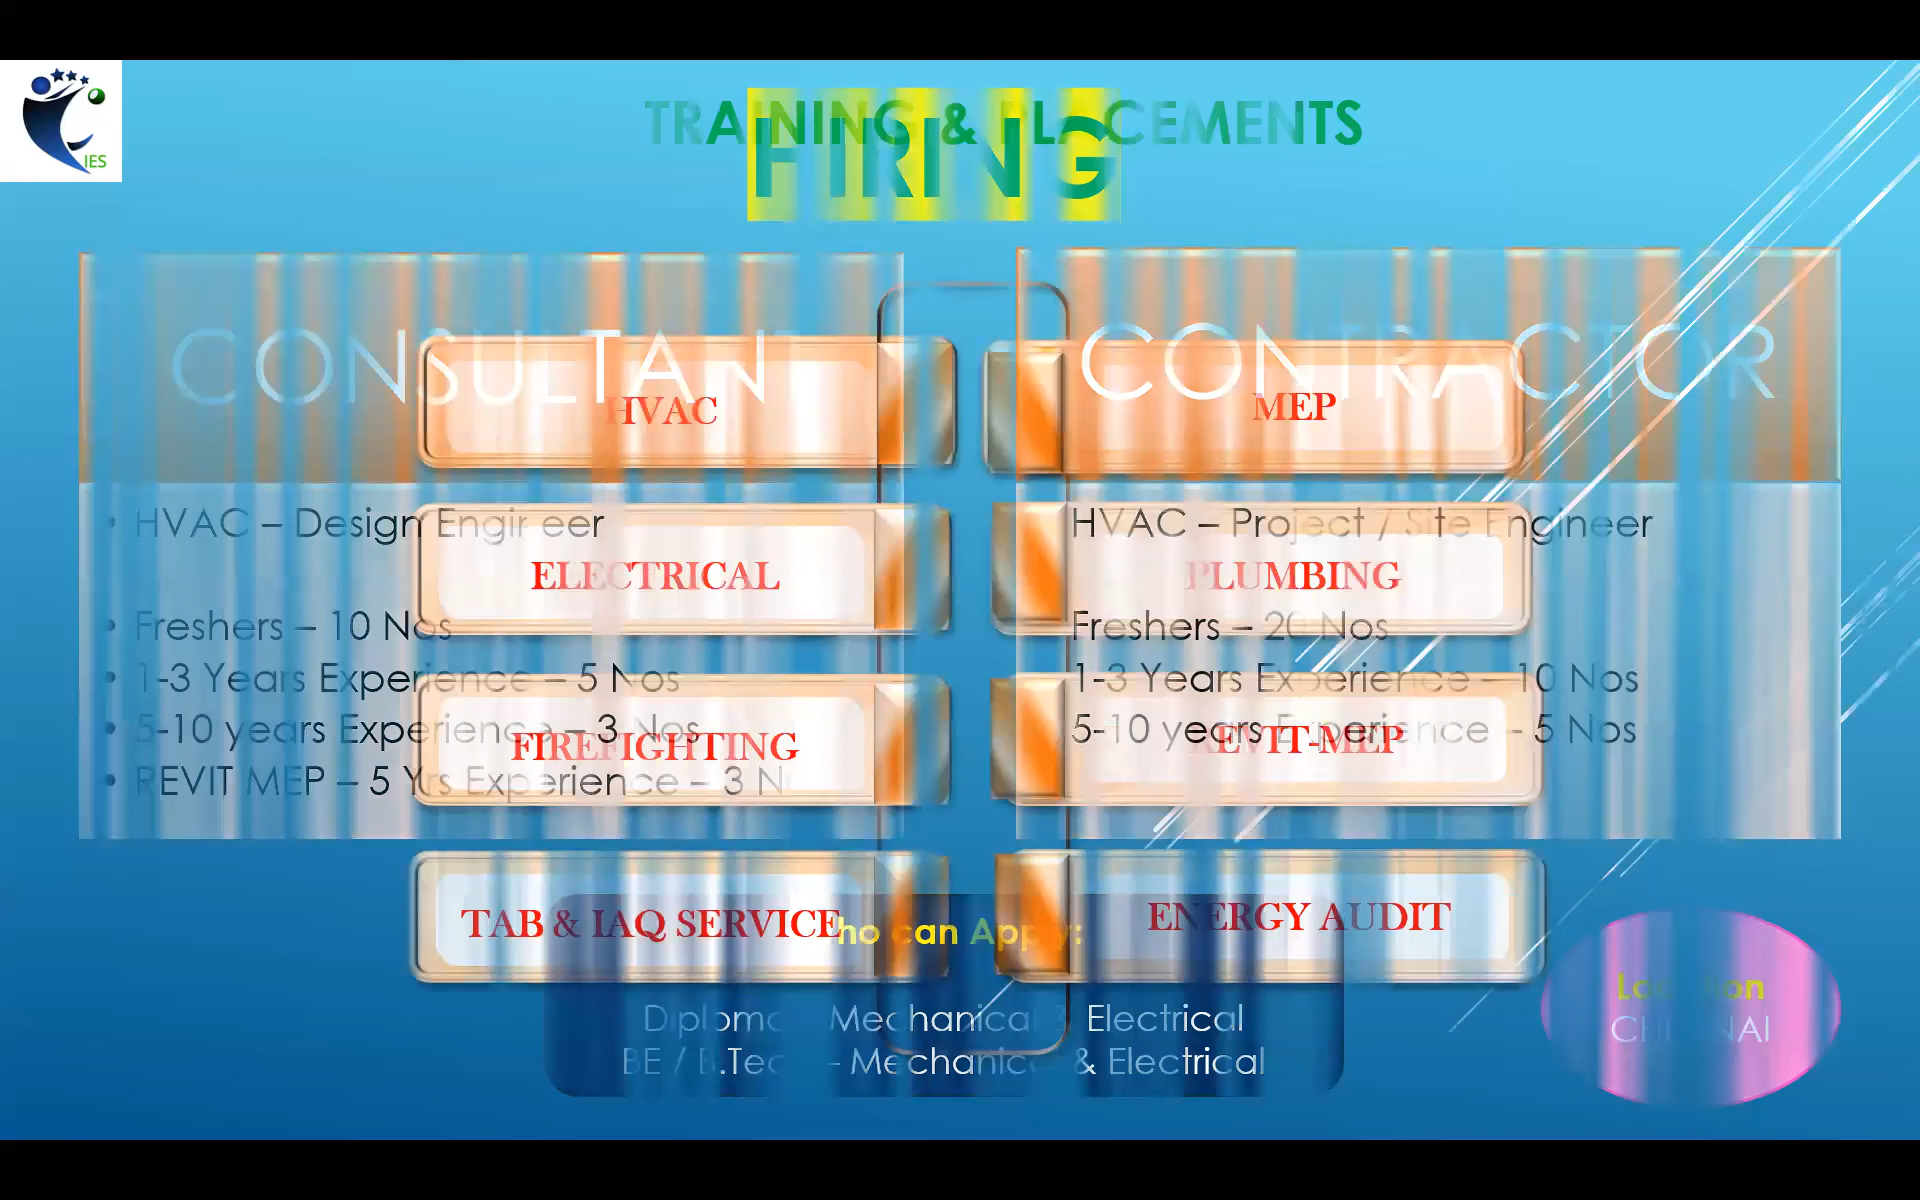 IES
TRAINING & PLACEMENTS
HIRING
CONSULTANT
CONTRACTOR
HVAC
MEP
HVAC – Design Engineer
HVAC – Project / Site Engineer
ELECTRICAL
PLUMBING
Freshers – 10 Nos
Freshers – 20 Nos
1-3 Years Experience – 5 Nos
1-3 Years Experience – 10 Nos
5-10 years Experience – 3 Nos
5-10 years Experience – 5 Nos
FIREFIGHTING
REVIT-MEP
REVIT MEP – 5 Yrs Experience – 3 N
TAB & IAQ SERVICE
ENERGY AUDIT
ho can Apply:
Diploma Mechanical & Electrical
BE / B.Tech - Mechanical & Electrical
Location
CHENNAI